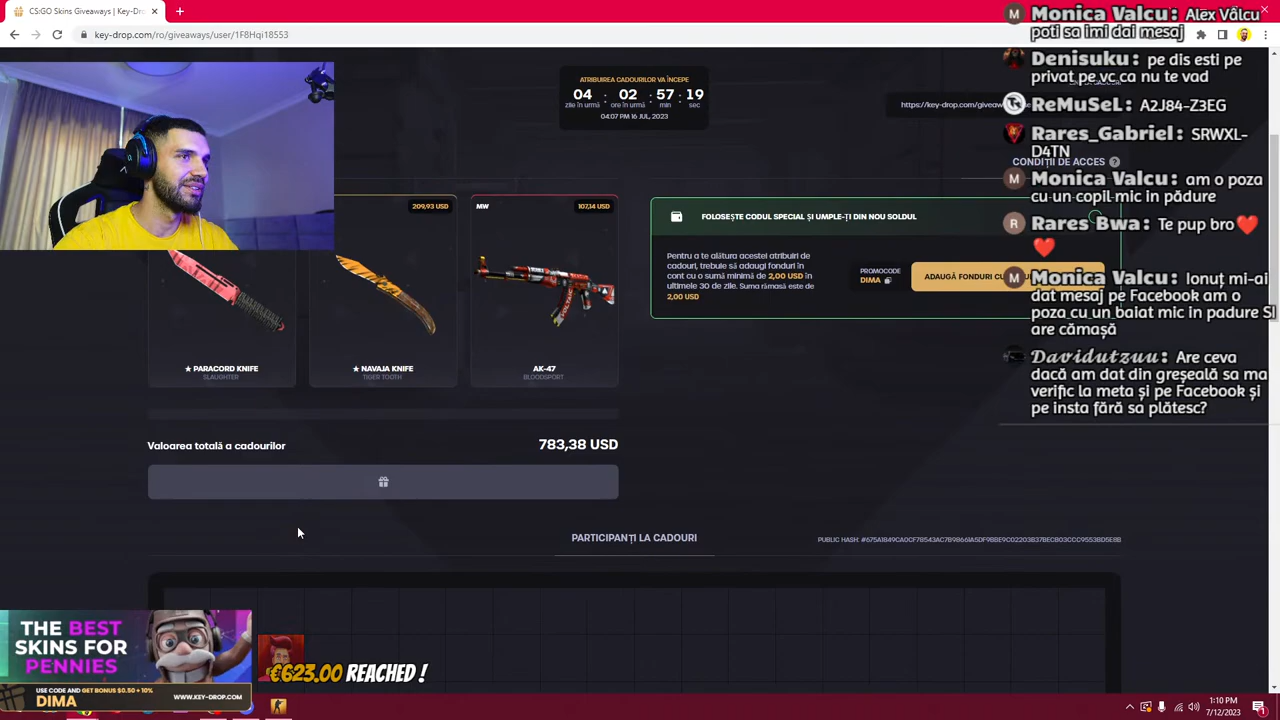 CS:GO Skins Giveaways | Key-Dr
key-drop.com/ro/giveaways/user/1F8Hqi18553
ATRIBUIREA CADOURILOR VA ÎNCEPE
04 : 02 : 57 : 19
zile în urmă ore în urmă min sec
04:07 PM 16 JUL, 2023
https://key-drop.com/giveaw
CONDIȚII DE ACCES ?
209,93 USD
MW 107,14 USD
★ PARACORD KNIFE
SLAUGHTER
★ NAVAJA KNIFE
TIGER TOOTH
AK-47
BLOODSPORT
FOLOSEȘTE CODUL SPECIAL ȘI UMPLE-ȚI DIN NOU SOLDUL
Pentru a te alătura acestei atribuiri de
cadouri, trebuie să adaugi fonduri în
cont cu o sumă minimă de 2,00 USD în
ultimele 30 de zile. Suma rămasă este de
2,00 USD
PROMOCODE
DIMA
ADAUGĂ FONDURI CU
Valoarea totală a cadourilor 783,38 USD
PARTICIPANȚI LA CADOURI
M Monica Valcu: Alex Vâlcu
poti sa imi dai mesaj
Denisuku: pe dis esti pe
privat pe vc ca nu te vad
ReMuSeL: A2J84-Z3EG
Rares_Gabriel: SRWXL-
D4TN
M Monica Valcu: am o poza
cu un copil mic in pădure
R Rares Bwa: Te pup bro❤️
❤️
M Monica Valcu: Ionuț mi-ai
dat mesaj pe Facebook am o
poza cu un baiat mic in padure SI
are cămașă
Davidutzuu: Are ceva
dacă am dat din greșeală sa ma
verific la meta și pe Facebook și
pe insta fără sa plătesc?
THE BEST
SKINS FOR
PENNIES
USE CODE AND GET BONUS $0.50 + 10%
DIMA
WWW.KEY-DROP.COM
€623.00 REACHED !
1:10 PM
7/12/2023